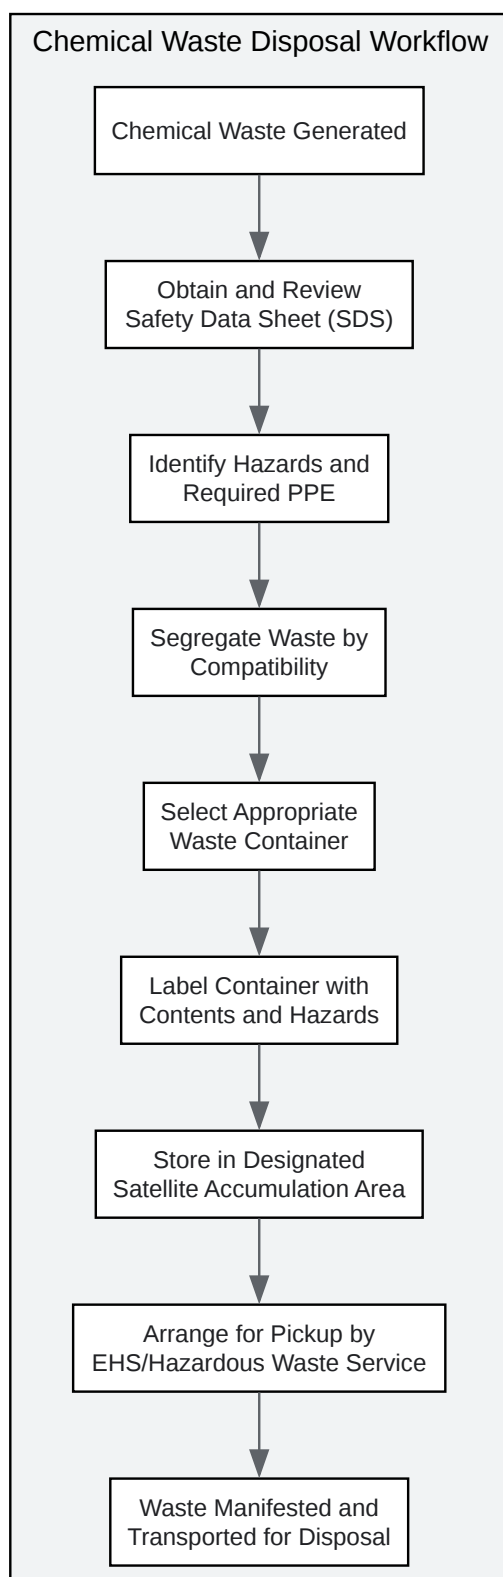 Chemical Waste Disposal Workflow
Chemical Waste Generated
Obtain and Review
Safety Data Sheet (SDS)
Identify Hazards and
Required PPE
Segregate Waste by
Compatibility
Select Appropriate
Waste Container
Label Container with
Contents and Hazards
Store in Designated
Satellite Accumulation Area
Arrange for Pickup by
EHS/Hazardous Waste Service
Waste Manifested and
Transported for Disposal